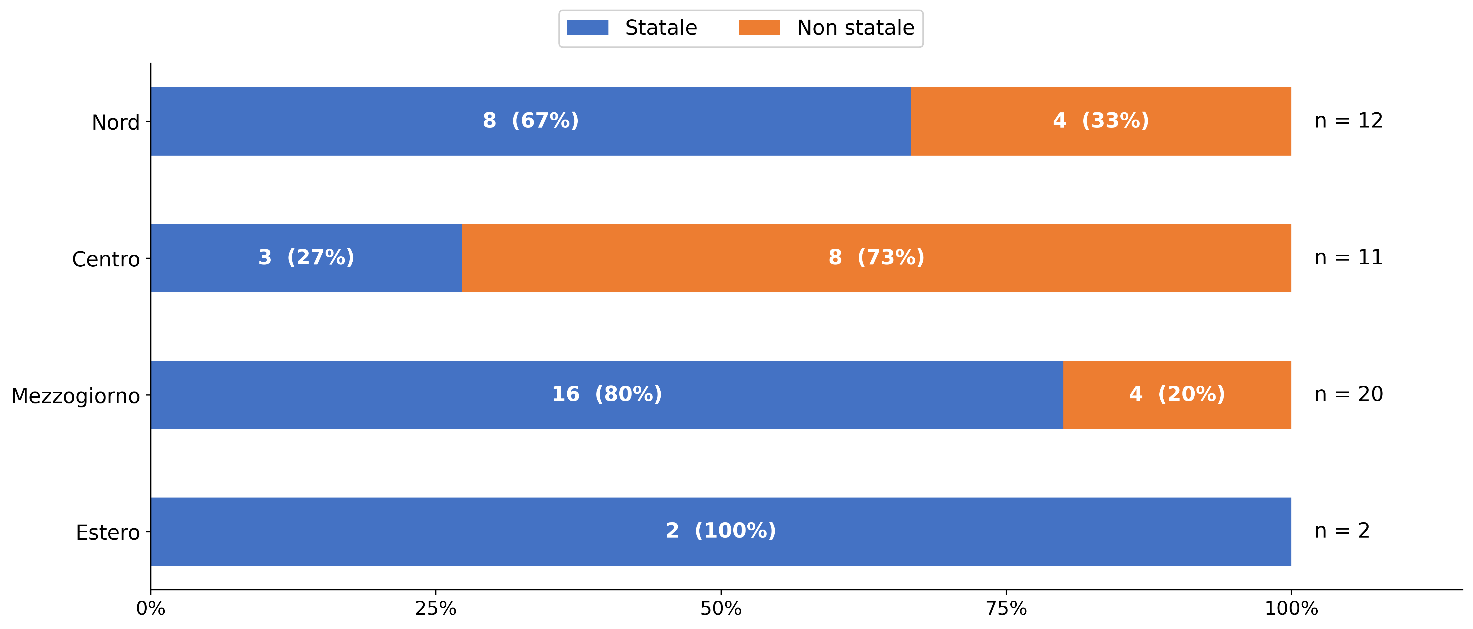 Statale Non statale
Nord 8 (67%) 4 (33%) n = 12
Centro 3 (27%) 8 (73%) n = 11
Mezzogiorno 16 (80%) 4 (20%) n = 20
Estero 2 (100%) n = 2
0% 25% 50% 75% 100%